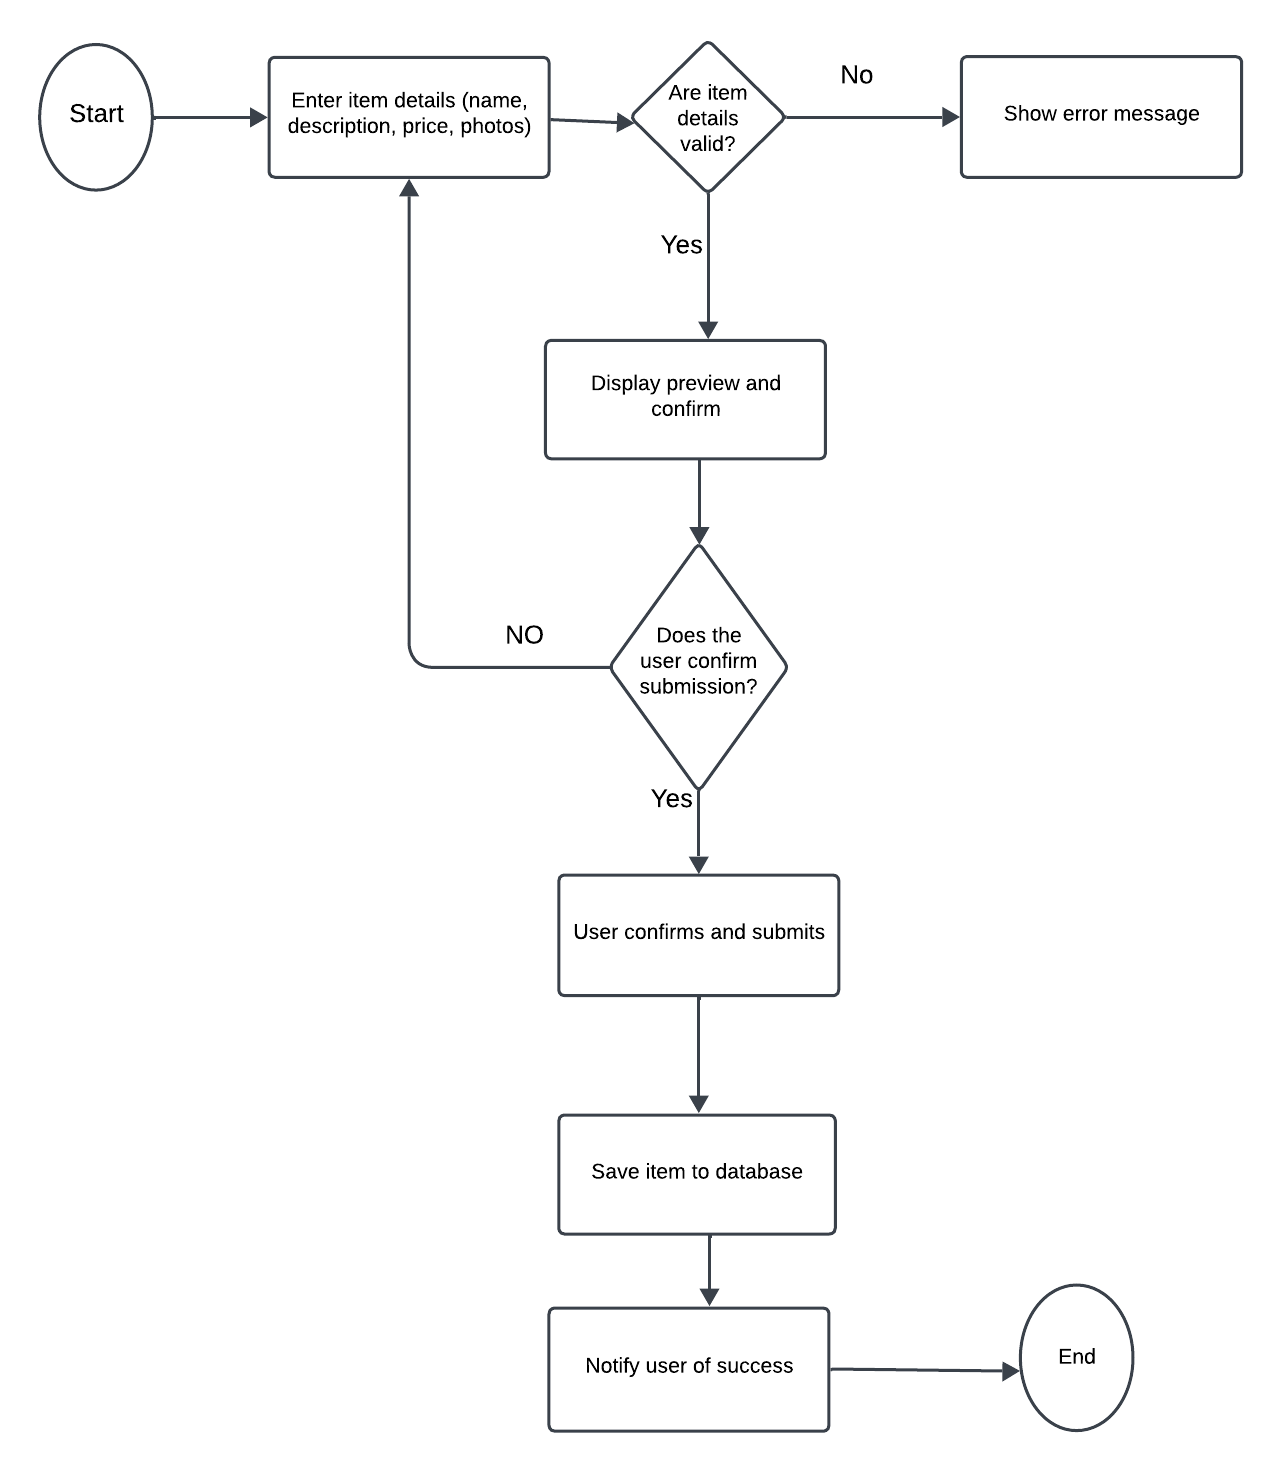 Start
Enter item details (name,
description, price, photos)
Are item
details
valid?
No
Show error message
Yes
Display preview and
confirm
Does the
user confirm
submission?
NO
Yes
User confirms and submits
Save item to database
Notify user of success
End